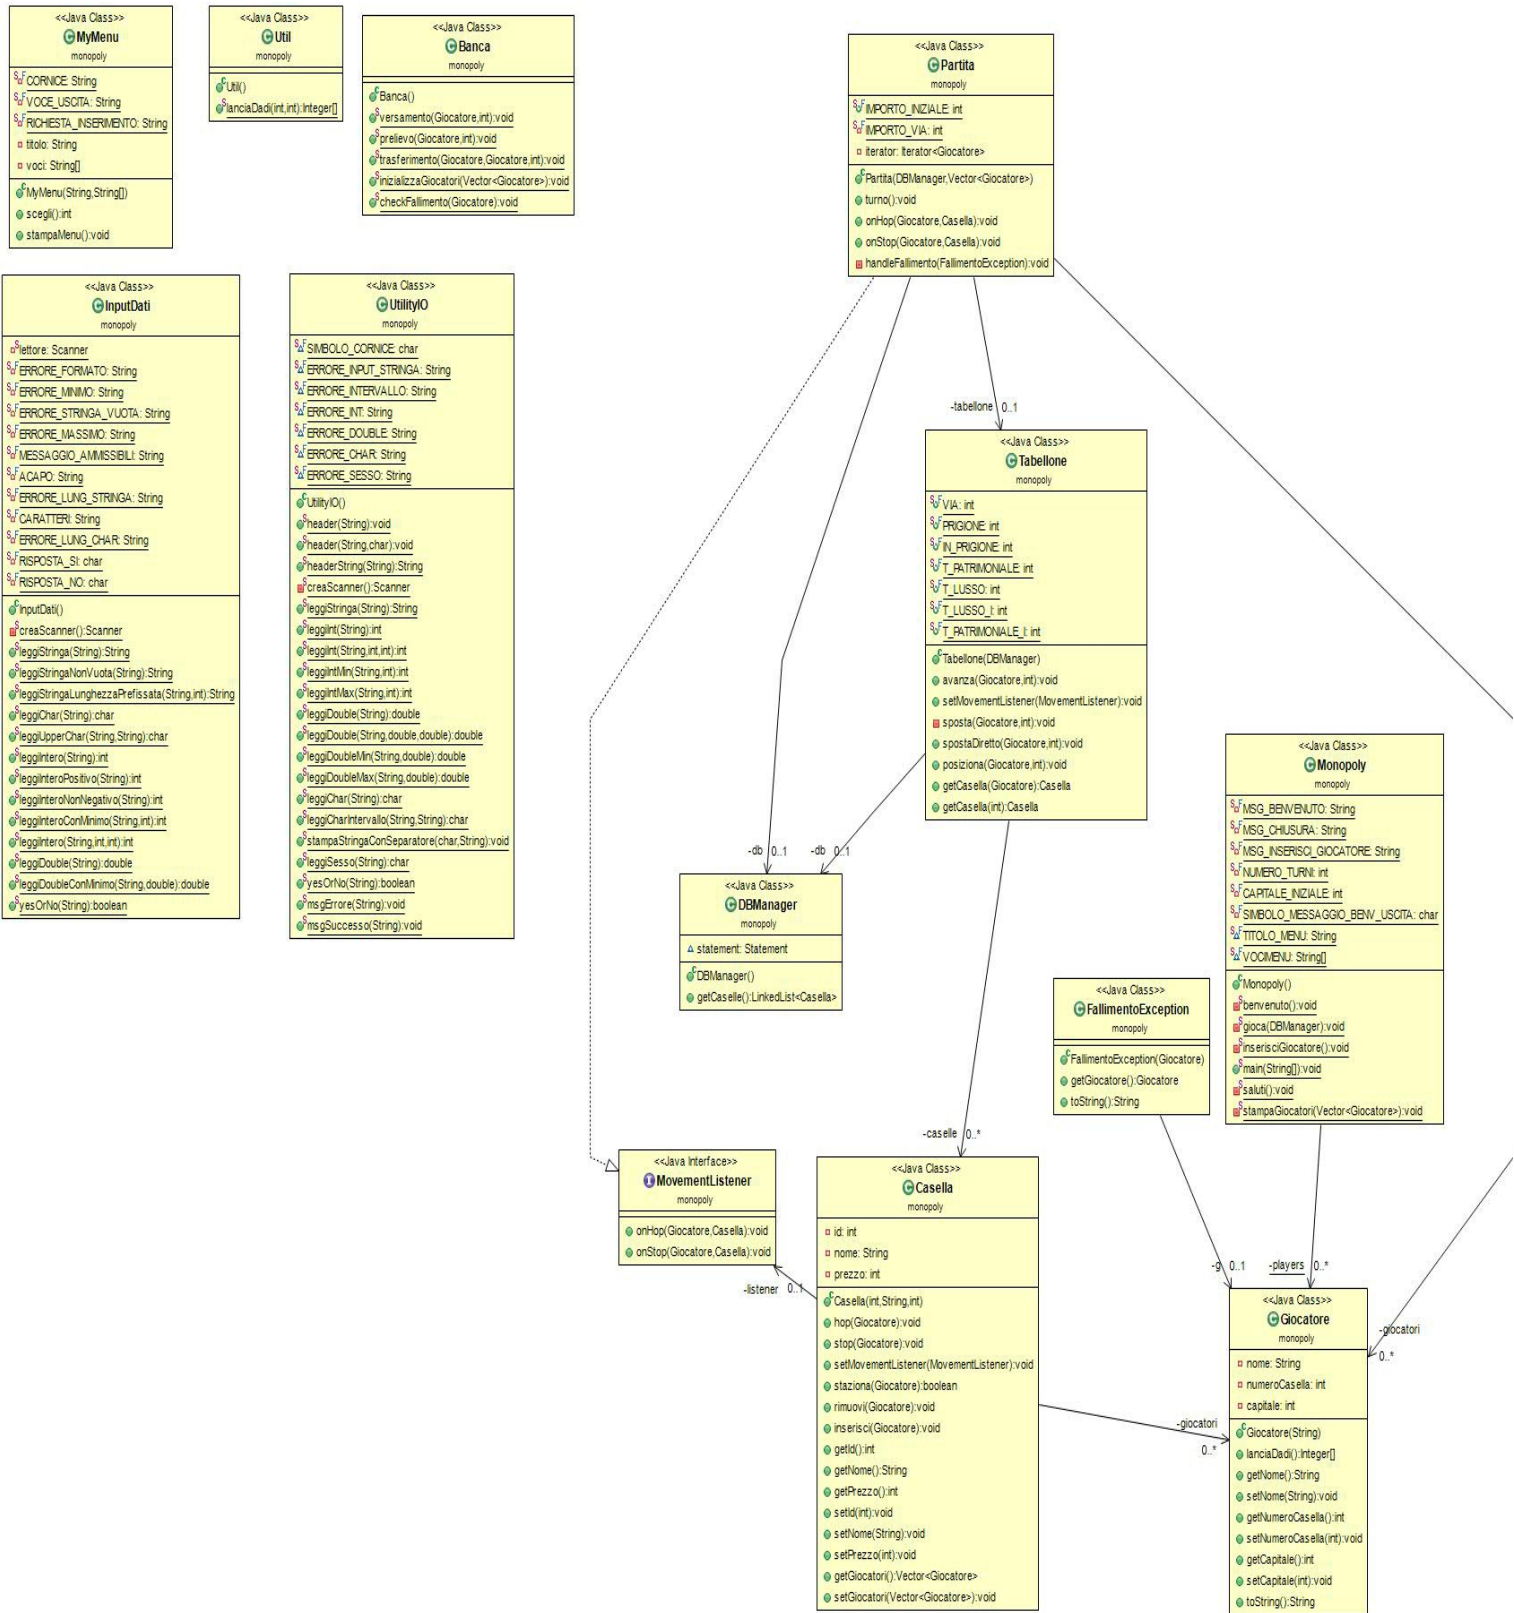 <<Java Class>>
MyMenu
monopoly
CORNICE: String
VOCE_USCITA: String
RICHIESTA_INSERIMENTO: String
titolo: String
voci: String[]
MyMenu(String,String[])
scegli():int
stampaMenu():void
<<Java Class>>
Util
monopoly
Util()
lanciaDadi(int,int):Integer[]
<<Java Class>>
Banca
monopoly
Banca()
versamento(Giocatore,int):void
prelievo(Giocatore,int):void
trasferimento(Giocatore,Giocatore,int):void
inizializzaGiocatori(Vector<Giocatore>):void
checkFallimento(Giocatore):void
<<Java Class>>
Partita
monopoly
IMPORTO_INIZIALE: int
IMPORTO_VIA: int
iterator: Iterator<Giocatore>
Partita(DBManager,Vector<Giocatore>)
turno():void
onHop(Giocatore,Casella):void
onStop(Giocatore,Casella):void
handleFallimento(FallimentoException):void
<<Java Class>>
InputDati
monopoly
lettore: Scanner
ERRORE_FORMATO: String
ERRORE_MINIMO: String
ERRORE_STRINGA_VUOTA: String
ERRORE_MASSIMO: String
MESSAGGIO_AMMISSIBILI: String
ACAPO: String
ERRORE_LUNG_STRINGA: String
CARATTERI: String
ERRORE_LUNG_CHAR: String
RISPOSTA_SI: char
RISPOSTA_NO: char
InputDati()
creaScanner():Scanner
leggiStringa(String):String
leggiStringaNonVuota(String):String
leggiStringaLunghezzaPrefissata(String,int):String
leggiChar(String):char
leggiUpperChar(String,String):char
leggiIntero(String):int
leggiInteroPositivo(String):int
leggiInteroNonNegativo(String):int
leggiInteroConMinimo(String,int):int
leggiIntero(String,int,int):int
leggiDouble(String):double
leggiDoubleConMinimo(String,double):double
yesOrNo(String):boolean
<<Java Class>>
UtilityIO
monopoly
SIMBOLO_CORNICE: char
ERRORE_INPUT_STRINGA: String
ERRORE_INTERVALLO: String
ERRORE_INT: String
ERRORE_DOUBLE: String
ERRORE_CHAR: String
ERRORE_SESSO: String
UtilityIO()
header(String):void
header(String,char):void
headerString(String):String
creaScanner():Scanner
leggiStringa(String):String
leggiInt(String):int
leggiInt(String,int,int):int
leggiIntMin(String,int):int
leggiIntMax(String,int):int
leggiDouble(String):double
leggiDouble(String,double,double):double
leggiDoubleMin(String,double):double
leggiDoubleMax(String,double):double
leggiChar(String):char
leggiCharIntervallo(String,String):char
stampaStringaConSeparatore(char,String):void
leggiSesso(String):char
yesOrNo(String):boolean
msgErrore(String):void
msgSuccesso(String):void
-tabellone 0..1
<<Java Class>>
Tabellone
monopoly
VIA: int
PRIGIONE: int
IN_PRIGIONE: int
T_PATRIMONIALE: int
T_LUSSO: int
T_LUSSO_I: int
T_PATRIMONIALE_I: int
Tabellone(DBManager)
avanza(Giocatore,int):void
setMovementListener(MovementListener):void
sposta(Giocatore,int):void
spostaDiretto(Giocatore,int):void
posiziona(Giocatore,int):void
getCasella(Giocatore):Casella
getCasella(int):Casella
-db 0..1
-db 0..1
<<Java Class>>
DBManager
monopoly
statement: Statement
DBManager()
getCaselle():LinkedList<Casella>
<<Java Class>>
Monopoly
monopoly
MSG_BENVENUTO: String
MSG_CHIUSURA: String
MSG_INSERISCI_GIOCATORE: String
NUMERO_TURNI: int
CAPITALE_INIZIALE: int
SIMBOLO_MESSAGGIO_BENV_USCITA: char
TITOLO_MENU: String
VOCIMENU: String[]
Monopoly()
benvenuto():void
gioca(DBManager):void
inserisciGiocatore():void
main(String[]):void
saluti():void
stampaGiocatori(Vector<Giocatore>):void
<<Java Class>>
FallimentoException
monopoly
FallimentoException(Giocatore)
getGiocatore():Giocatore
toString():String
-caselle 0..*
<<Java Interface>>
MovementListener
monopoly
onHop(Giocatore,Casella):void
onStop(Giocatore,Casella):void
-listener 0..1
<<Java Class>>
Casella
monopoly
id: int
nome: String
prezzo: int
Casella(int,String,int)
hop(Giocatore):void
stop(Giocatore):void
setMovementListener(MovementListener):void
staziona(Giocatore):boolean
rimuovi(Giocatore):void
inserisci(Giocatore):void
getId():int
getNome():String
getPrezzo():int
setId(int):void
setNome(String):void
setPrezzo(int):void
getGiocatori():Vector<Giocatore>
setGiocatori(Vector<Giocatore>):void
-g 0..1
-players 0..*
-giocatori
0..*
-giocatori
0..*
<<Java Class>>
Giocatore
monopoly
nome: String
numeroCasella: int
capitale: int
Giocatore(String)
lanciaDadi():Integer[]
getNome():String
setNome(String):void
getNumeroCasella():int
setNumeroCasella(int):void
getCapitale():int
setCapitale(int):void
toString():String